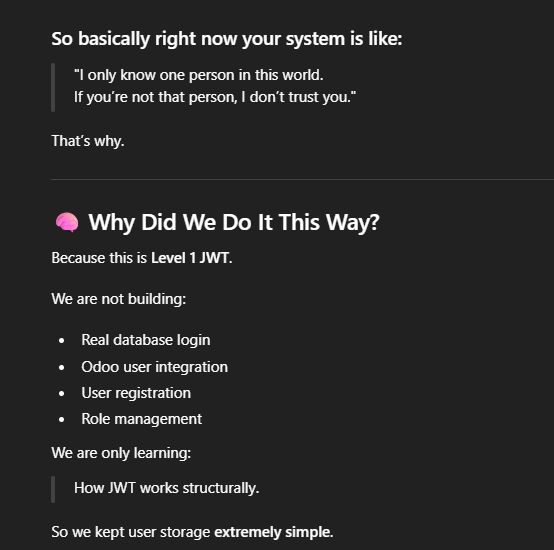 So basically right now your system is like:
"I only know one person in this world.
If you’re not that person, I don’t trust you."
That’s why.
🧠 Why Did We Do It This Way?
Because this is Level 1 JWT.
We are not building:
• Real database login
• Odoo user integration
• User registration
• Role management
We are only learning:
How JWT works structurally.
So we kept user storage extremely simple.